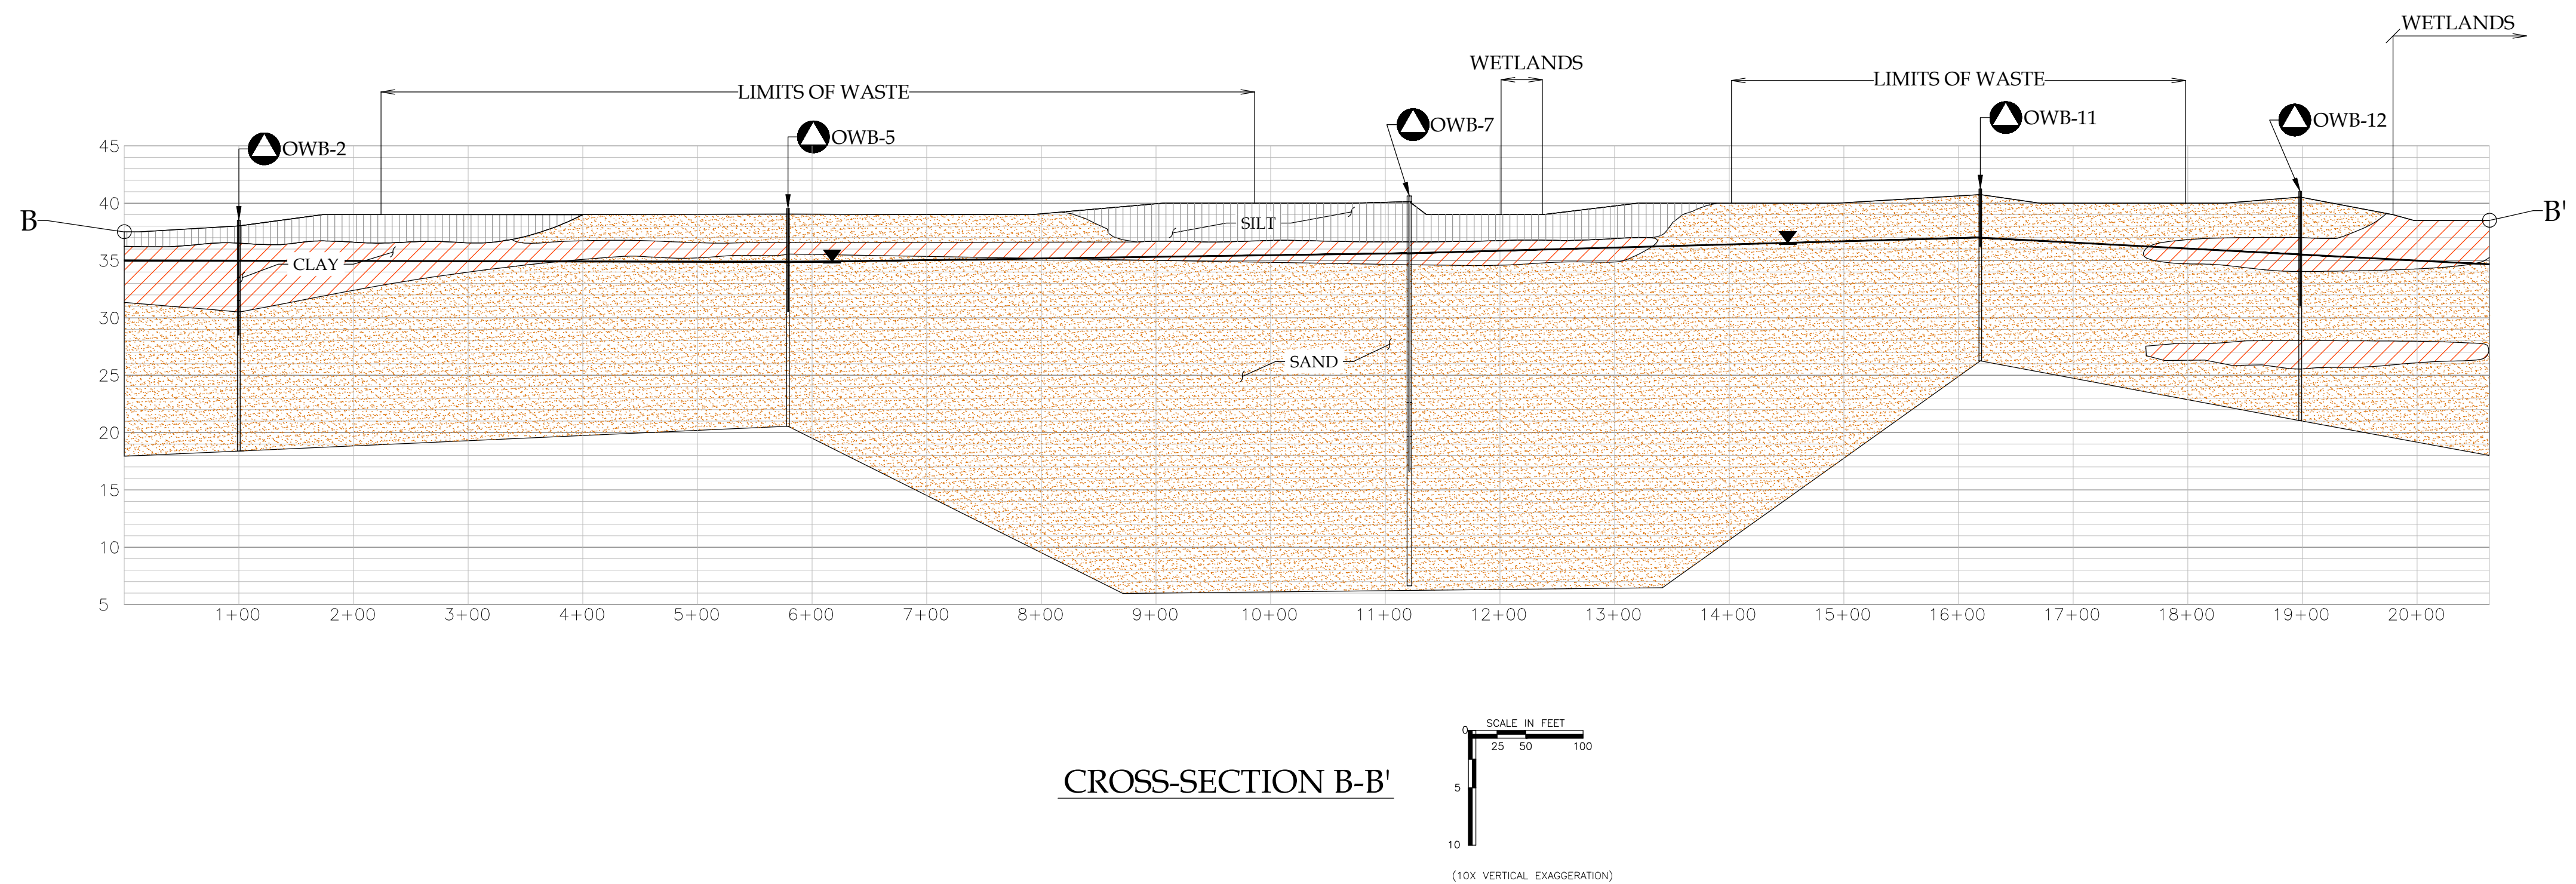 WETLANDS
WETLANDS
LIMITS OF WASTE
LIMITS OF WASTE
OWB-2
OWB-5
OWB-7
OWB-11
OWB-12
45
40
35
30
25
20
15
10
5
B
B'
SILT
CLAY
SAND
1+00 2+00 3+00 4+00 5+00 6+00 7+00 8+00 9+00 10+00 11+00 12+00 13+00 14+00 15+00 16+00 17+00 18+00 19+00 20+00
SCALE IN FEET
0
25 50 100
5
10
CROSS-SECTION B-B'
(10X VERTICAL EXAGGERATION)